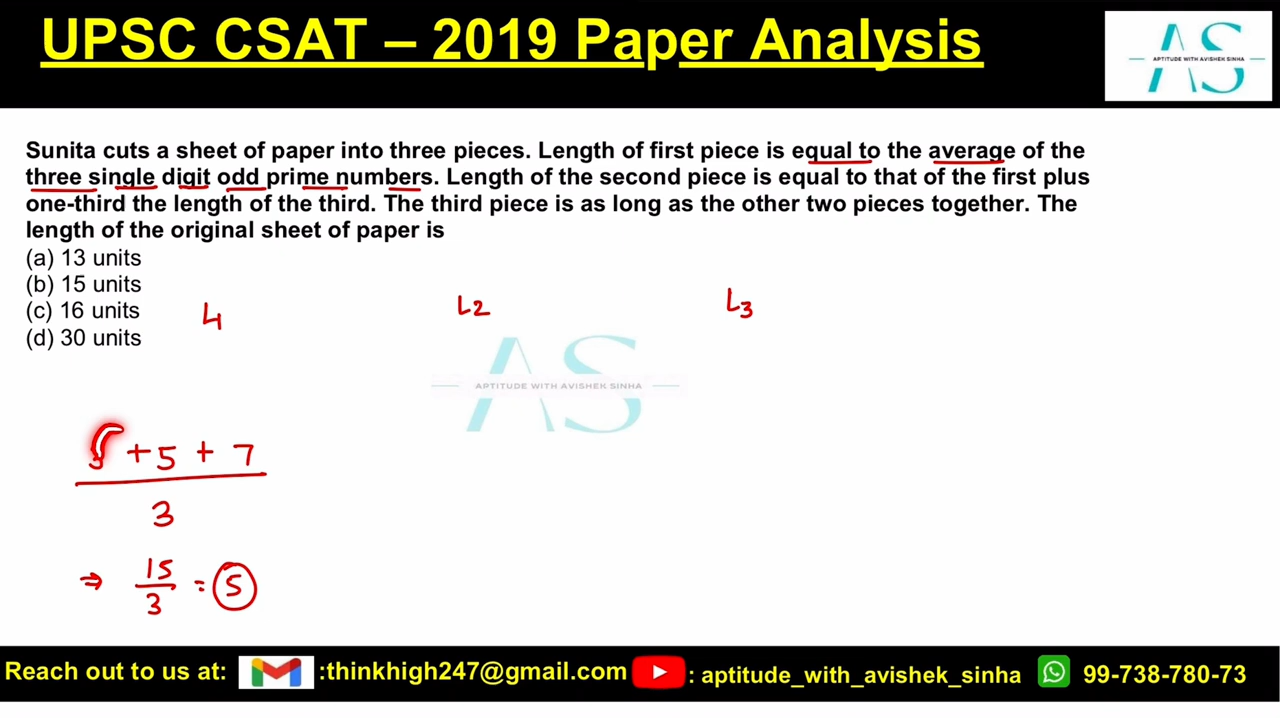 UPSC CSAT – 2019 Paper Analysis
AS
APTITUDE WITH AVISHEK SINHA
Sunita cuts a sheet of paper into three pieces. Length of first piece is equal to the average of the
three single digit odd prime numbers. Length of the second piece is equal to that of the first plus
one-third the length of the third. The third piece is as long as the other two pieces together. The
length of the original sheet of paper is
(a) 13 units
(b) 15 units
(c) 16 units
(d) 30 units
L1 L2 L3
AS
APTITUDE WITH AVISHEK SINHA
+ 5 + 7
3
⇒ 15/3 = 5
Reach out to us at: :thinkhigh247@gmail.com : aptitude_with_avishek_sinha 99-738-780-73